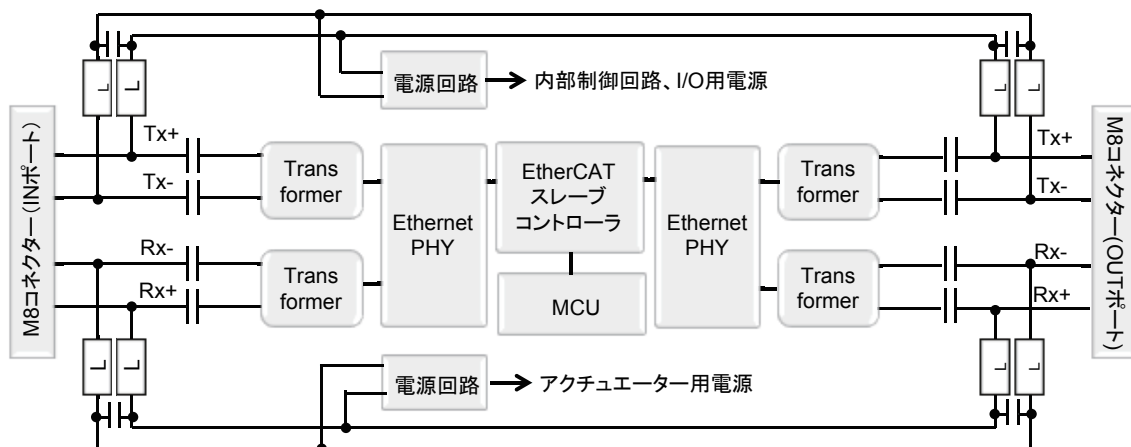 L
L
電源回路
内部制御回路、I/O用電源
L
L
M8コネクター(INポート)
Tx+
Tx-
Rx-
Rx+
Trans
former
Trans
former
Ethernet
PHY
EtherCAT
スレーブ
コントローラ
MCU
Ethernet
PHY
Trans
former
Trans
former
Tx+
Tx-
Rx-
Rx+
M8コネクター(OUTポート)
L
L
電源回路
アクチュエーター用電源
L
L